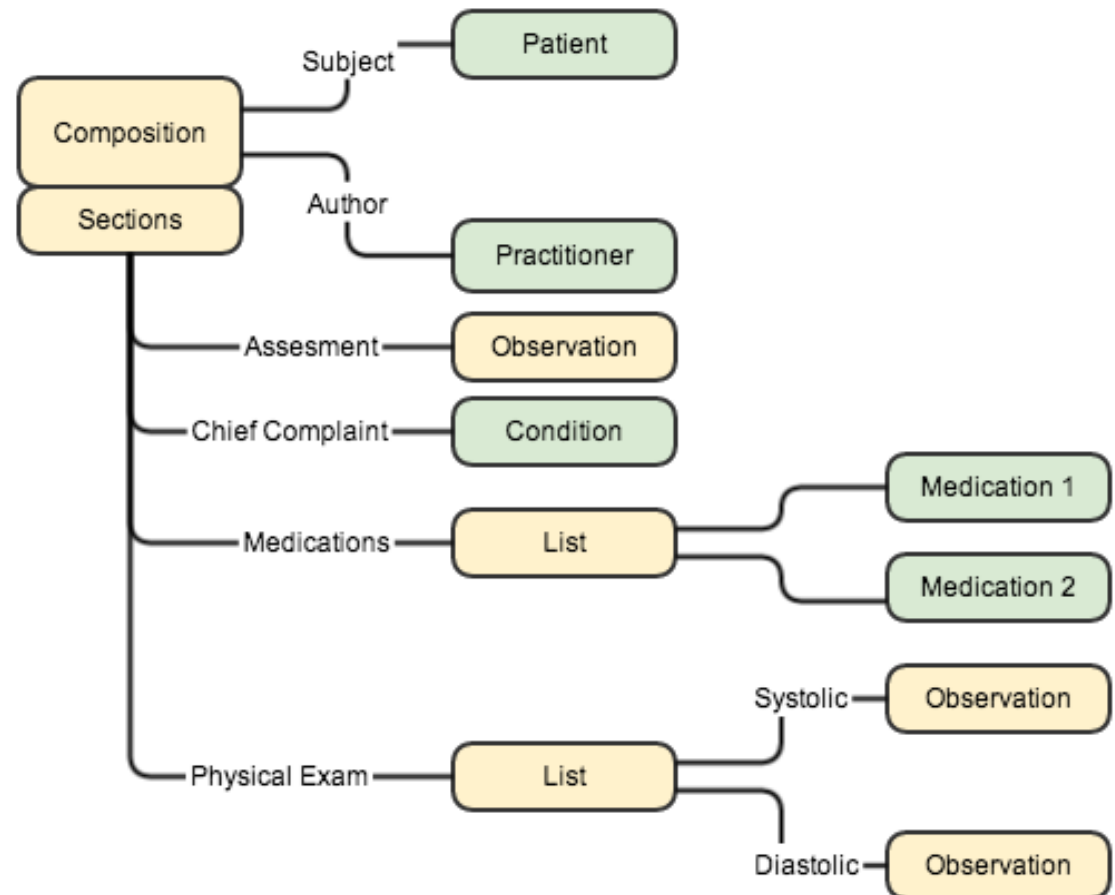 Patient
Subject
Composition
Sections
Author
Practitioner
Assesment
Observation
Chief Complaint
Condition
Medications
List
Medication 1
Medication 2
Physical Exam
List
Systolic
Observation
Diastolic
Observation